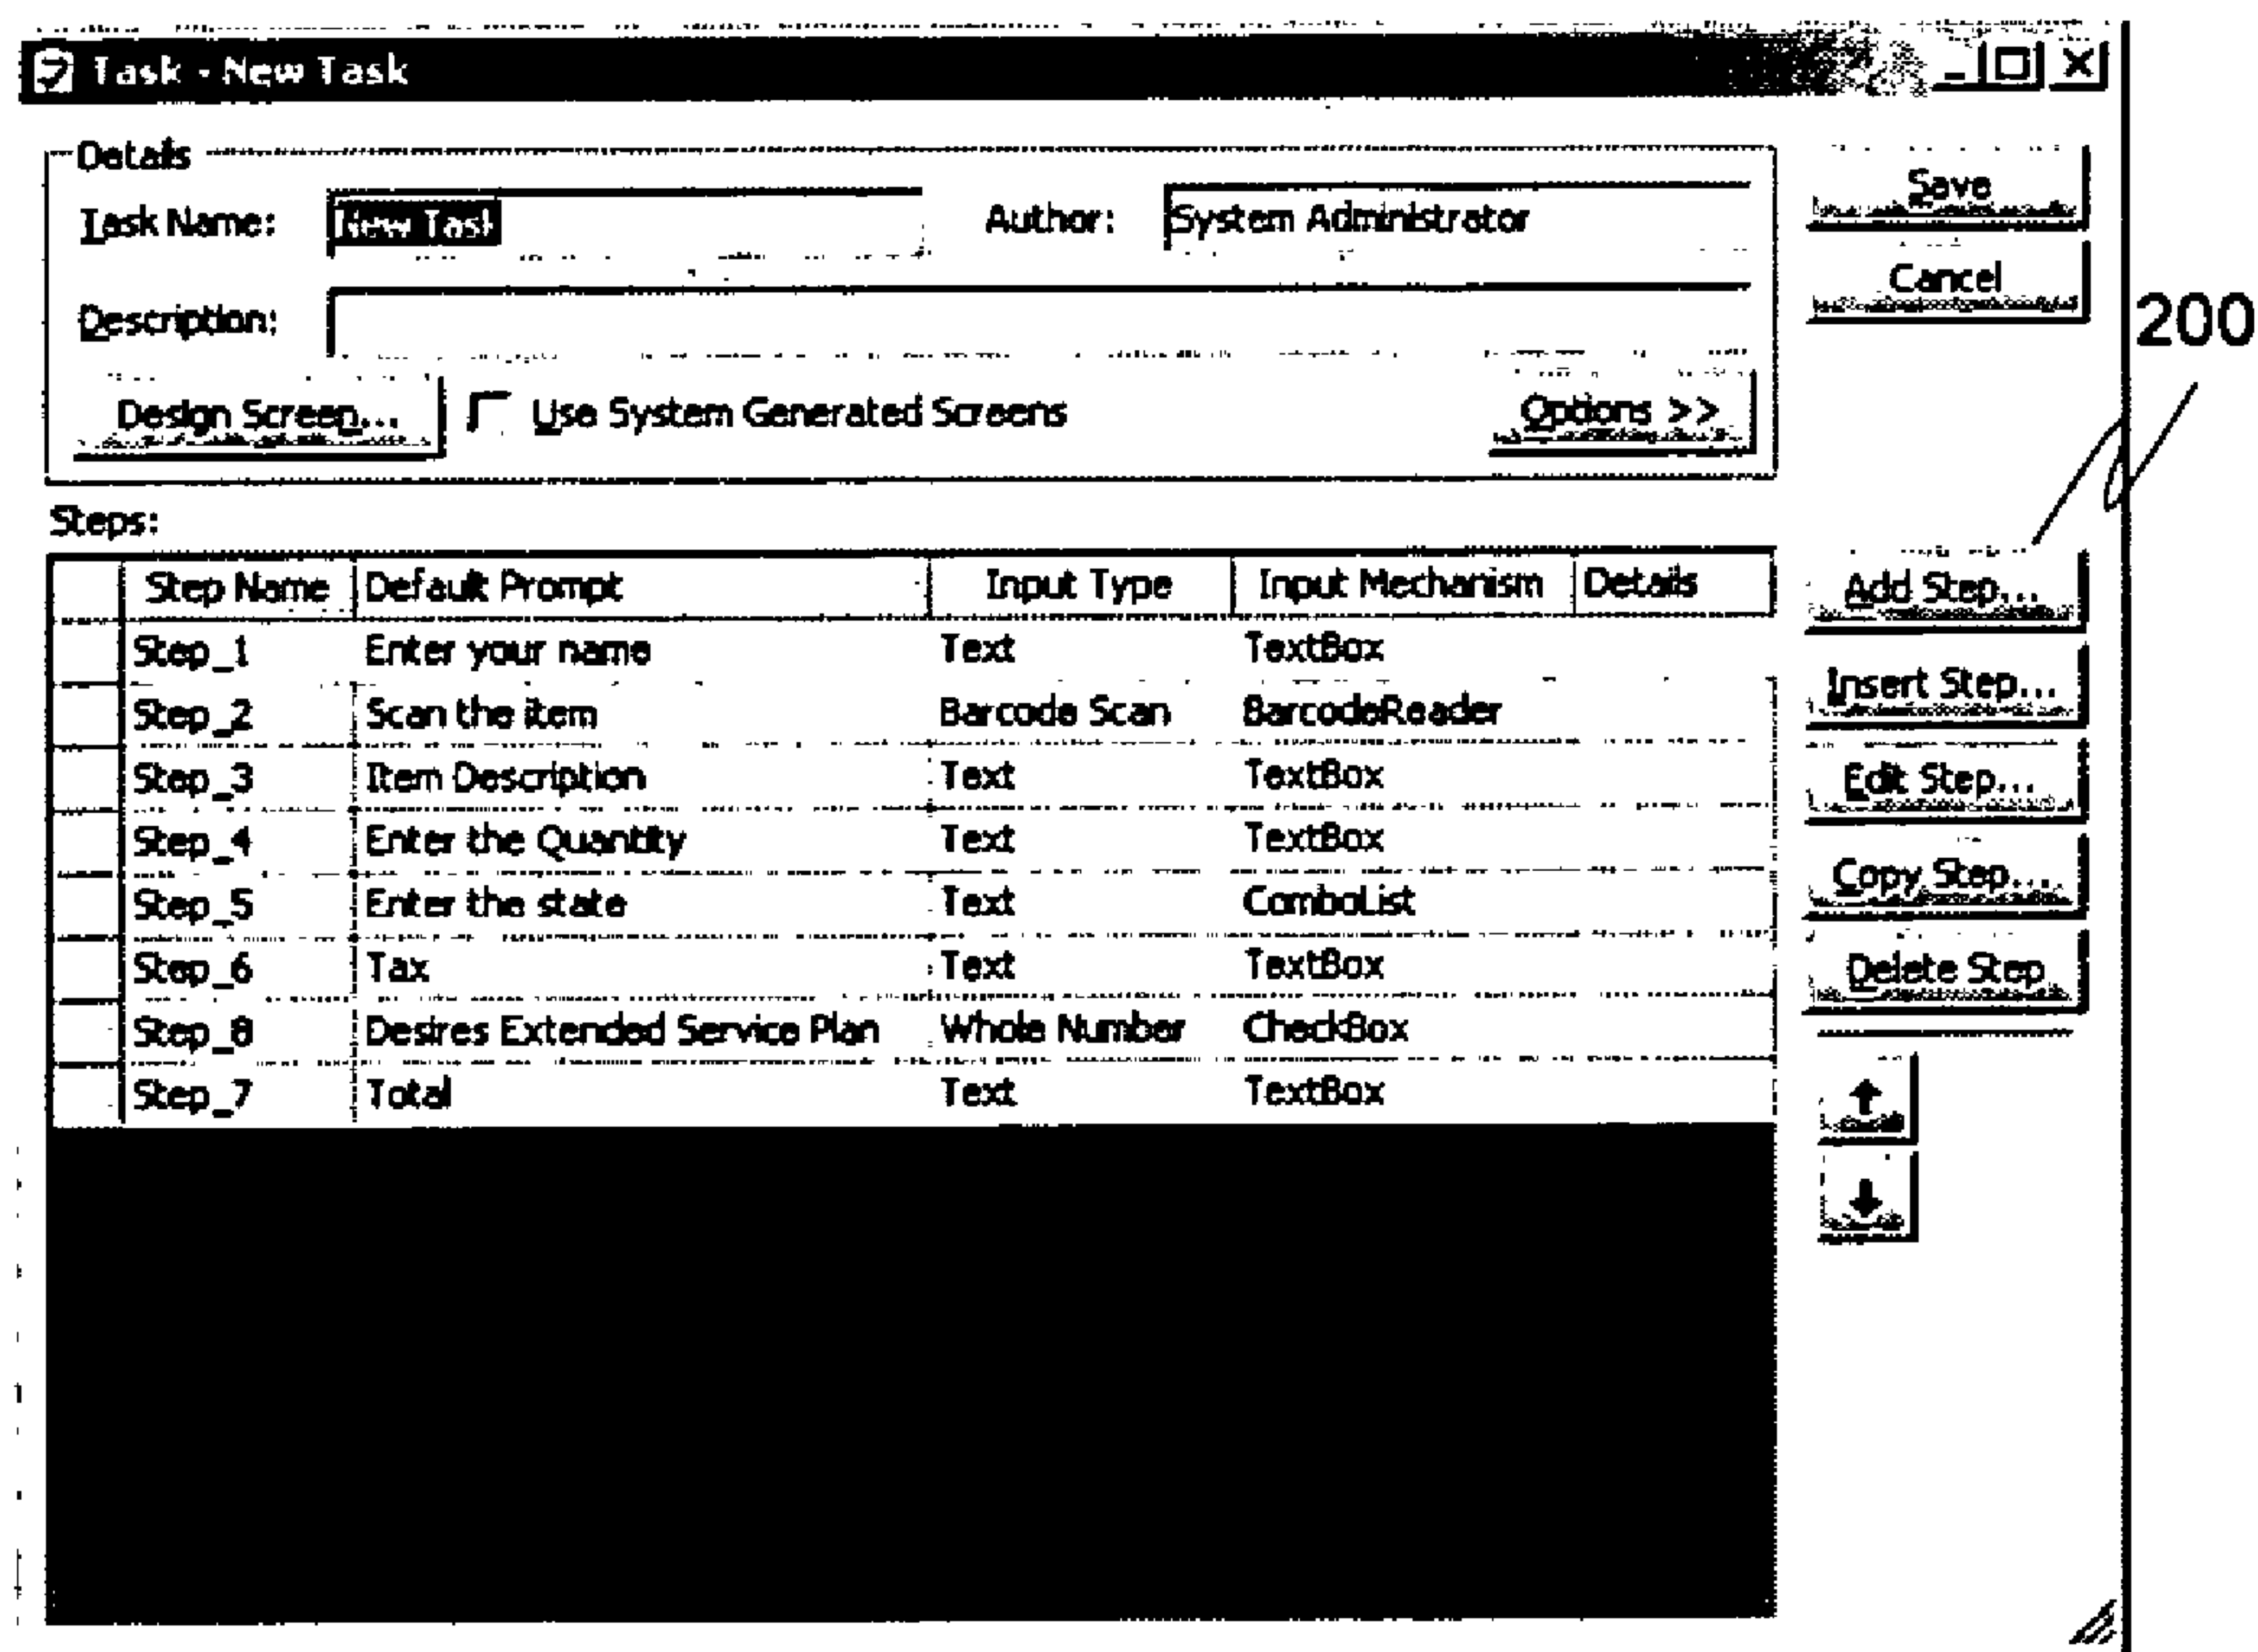 Task - New Task
Details
Task Name: New Task Author: System Administrator Save
Cancel
200
Description:
Design Screen... Use System Generated Screens Options >>
Steps:
Step Name Default Prompt Input Type Input Mechanism Details Add Step...
Step_1 Enter your name Text TextBox
Insert Step...
Step_2 Scan the item Barcode Scan BarcodeReader
Step_3 Item Description Text TextBox Edit Step...
Step_4 Enter the Quantity Text TextBox
Copy Step...
Step_5 Enter the state Text ComboList
Step_6 Tax Text TextBox Delete Step
Step_8 Desires Extended Service Plan Whole Number CheckBox
Step_7 Total Text TextBox